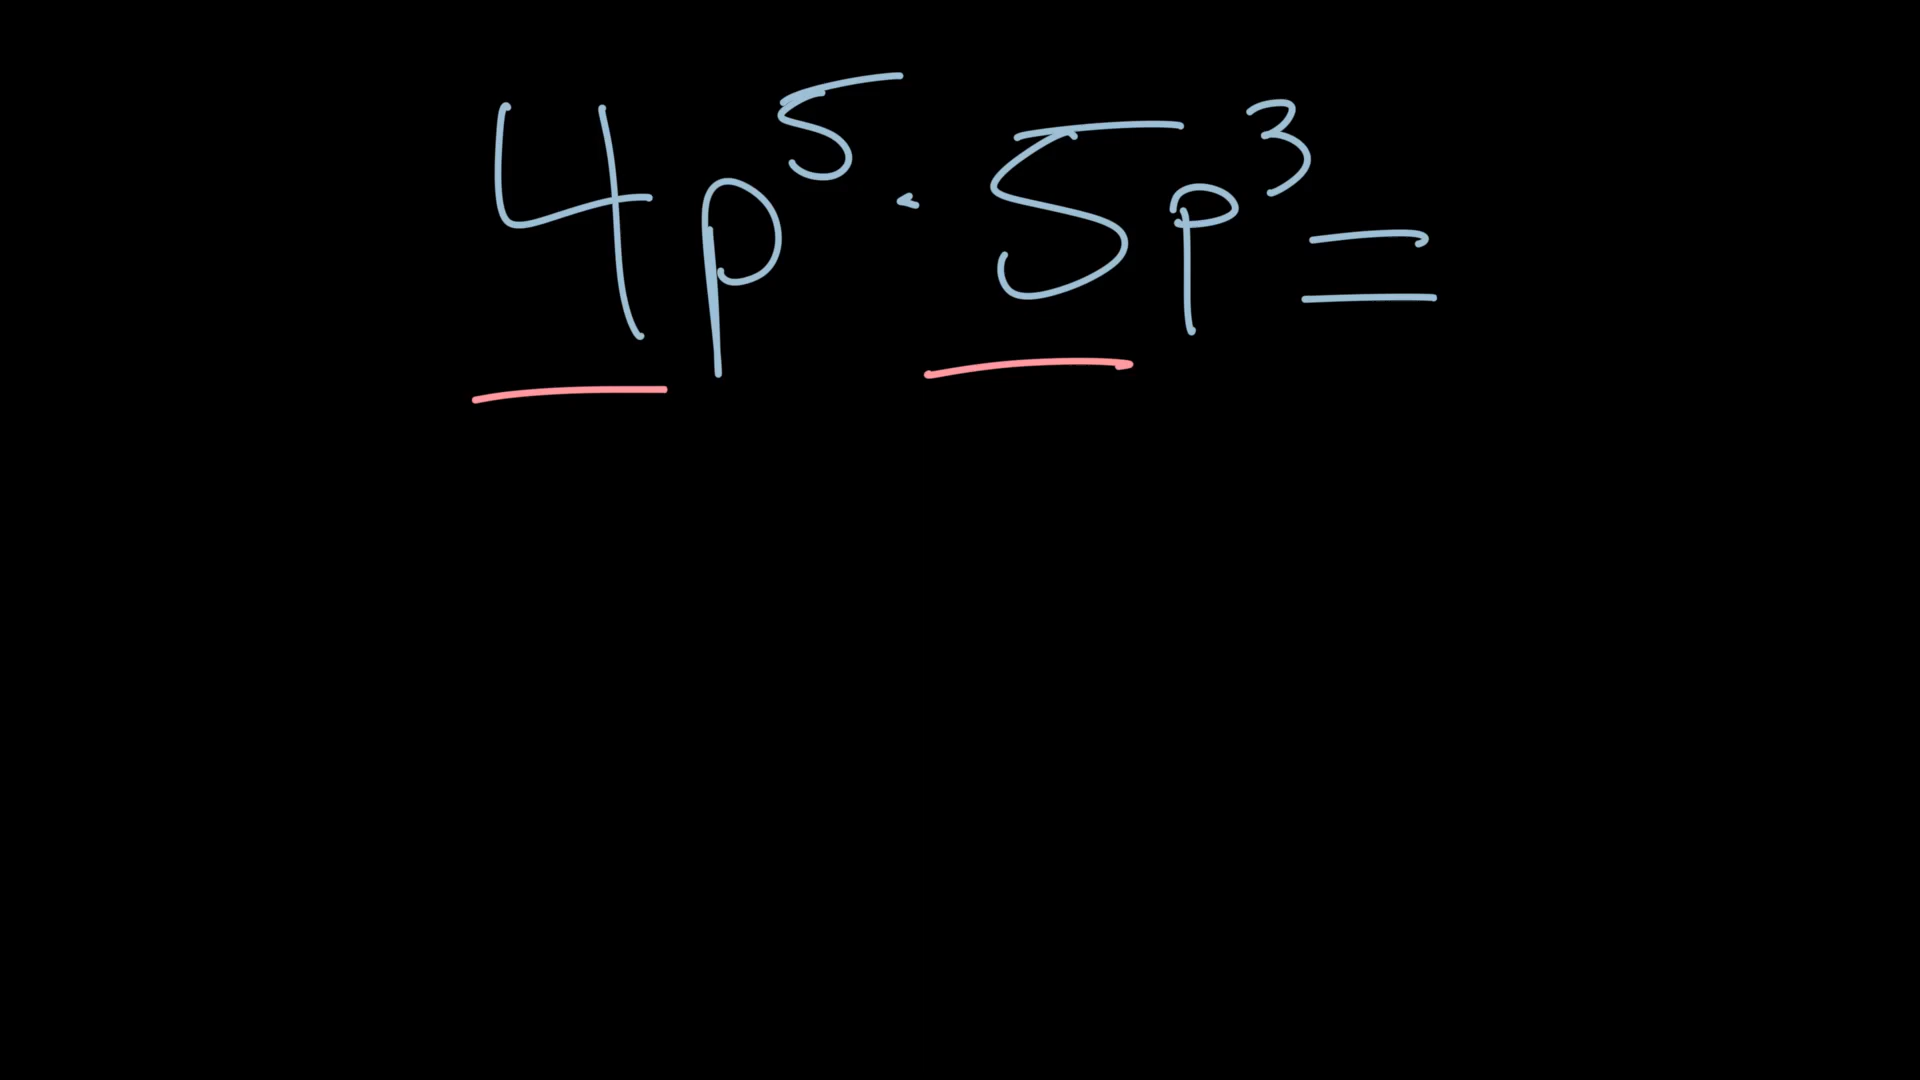 4p⁵ · 5p³ =